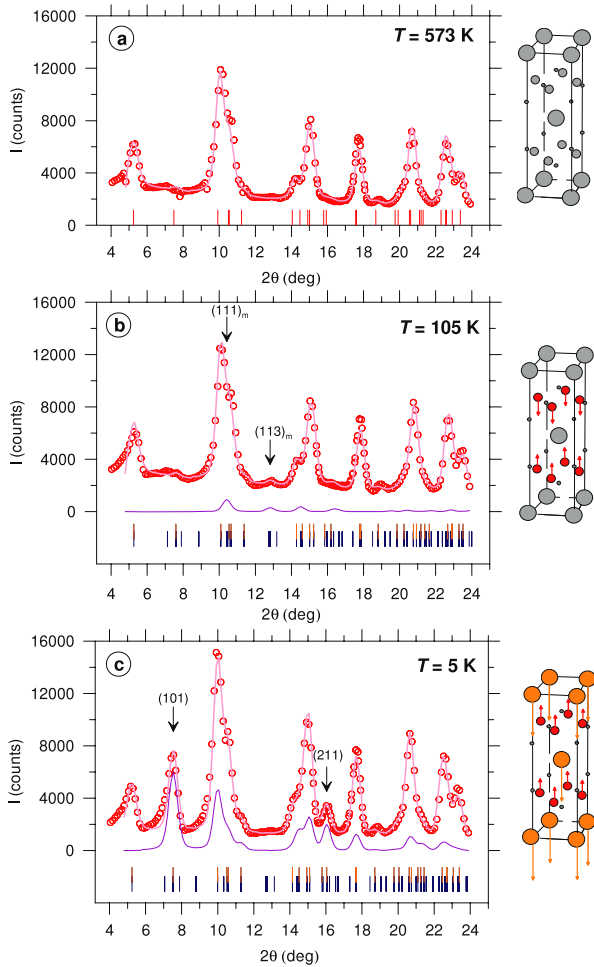 a
T = 573 K
16000
12000
8000
4000
0
I (counts)
4 6 8 10 12 14 16 18 20 22 24
2θ (deg)
b
T = 105 K
(111)m
(113)m
16000
12000
8000
4000
0
I (counts)
4 6 8 10 12 14 16 18 20 22 24
2θ (deg)
c
T = 5 K
(101)
(211)
16000
12000
8000
4000
0
I (counts)
4 6 8 10 12 14 16 18 20 22 24
2θ (deg)